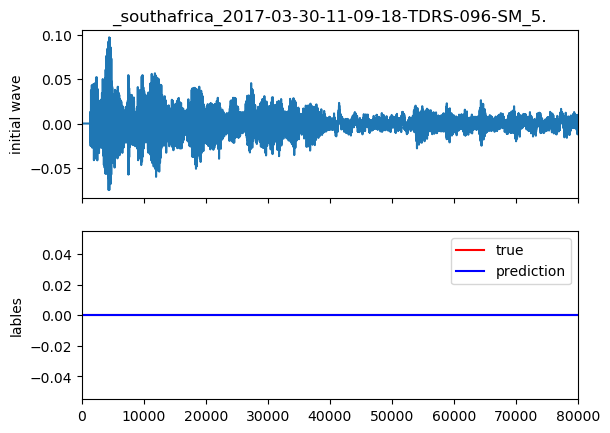 _southafrica_2017-03-30-11-09-18-TDRS-096-SM_5.
initial wave
0.10
0.05
0.00
−0.05
lables
0.04
0.02
0.00
−0.02
−0.04
true
prediction
0 10000 20000 30000 40000 50000 60000 70000 80000